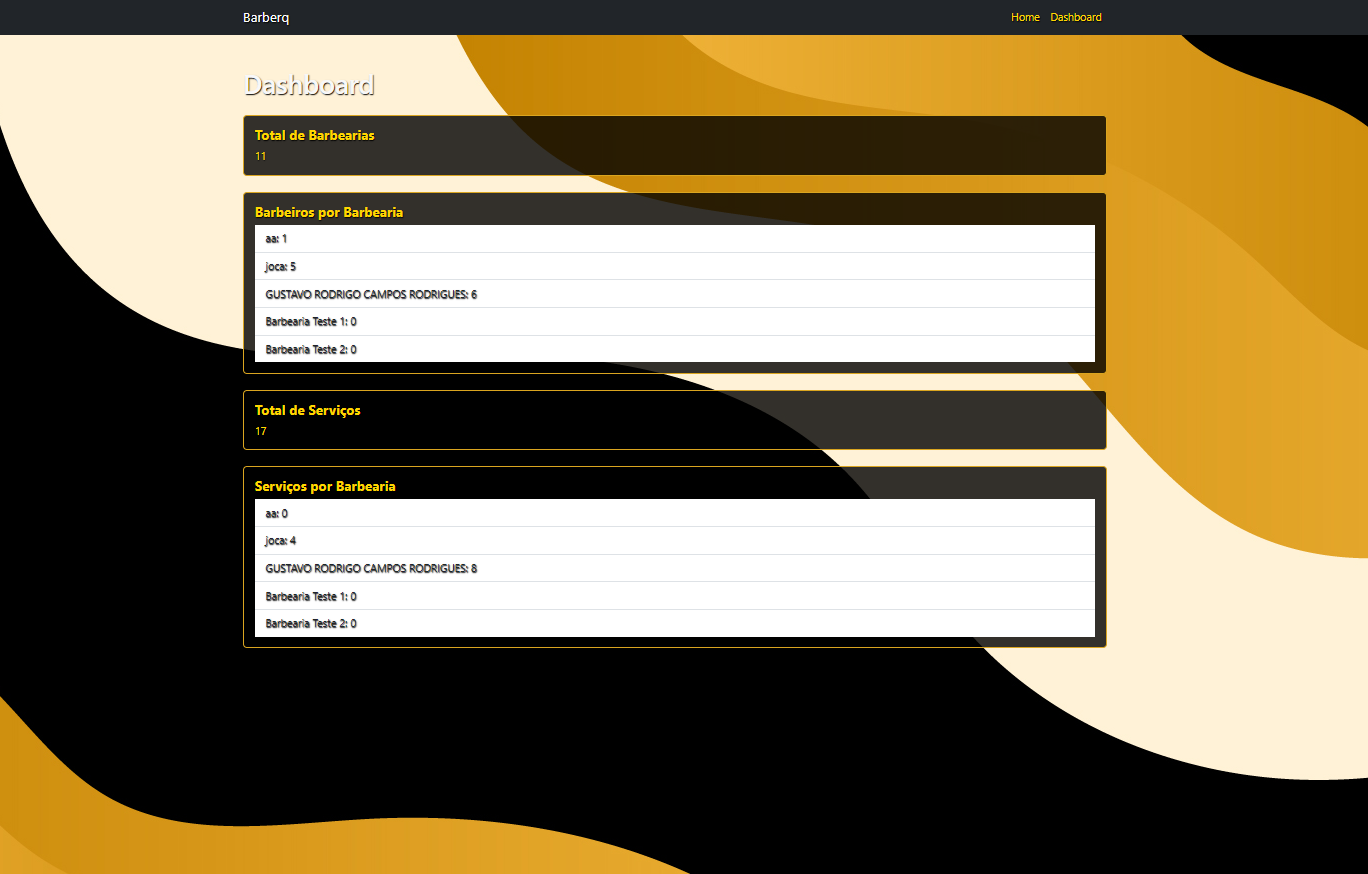 Barberq Home Dashboard
Dashboard
Total de Barbearias
11
Barbeiros por Barbearia
aa: 1
joca: 5
GUSTAVO RODRIGO CAMPOS RODRIGUES: 6
Barbearia Teste 1: 0
Barbearia Teste 2: 0
Total de Serviços
17
Serviços por Barbearia
aa: 0
joca: 4
GUSTAVO RODRIGO CAMPOS RODRIGUES: 8
Barbearia Teste 1: 0
Barbearia Teste 2: 0